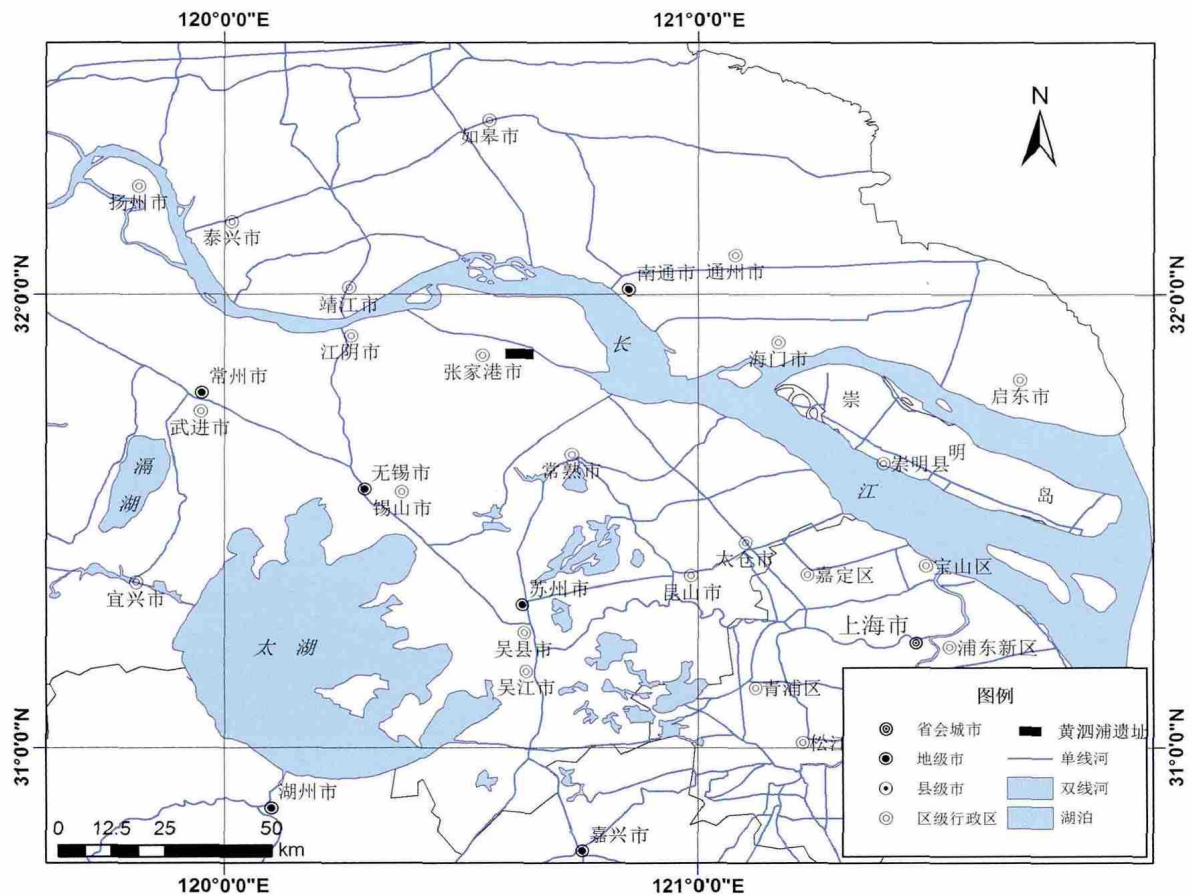 120°0'0"E
121°0'0"E
N
如皋市
扬州市
泰兴市
南通市
通州市
32°0'0"N
32°0'0"N
靖江市
江阴市
长
海门市
张家港市
常州市
启东市
崇
武进市
明
滆
湖
无锡市
常熟市
崇明县
锡山市
江
岛
太仓市
宝山区
嘉定区
宜兴市
苏州市
昆山市
上海市
太 湖
吴县市
浦东新区
吴江市
青浦区
松江
31°0'0"N
31°0'0"N
湖州市
嘉兴市
图例
省会城市
黄泗浦遗址
地级市
单线河
县级市
双线河
区级行政区
湖泊
0 12.5 25 50
km
120°0'0"E
121°0'0"E